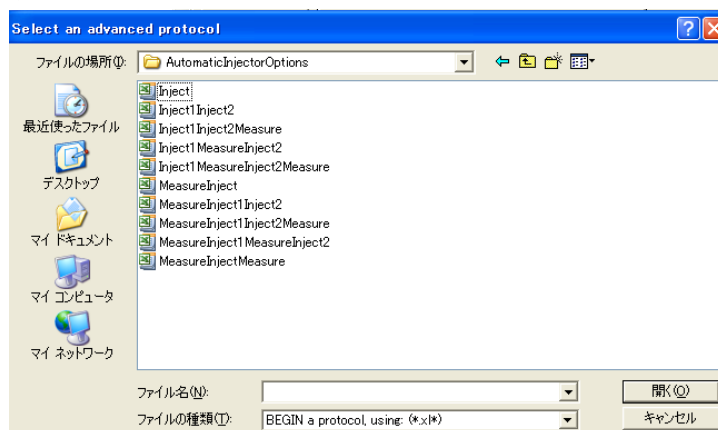 Select an advanced protocol
ファイルの場所(I):
AutomaticInjectorOptions
最近使ったファイル
デスクトップ
マイ ドキュメント
マイ コンピュータ
マイ ネットワーク
Inject
Inject1Inject2
Inject1Inject2Measure
Inject1MeasureInject2
Inject1MeasureInject2Measure
MeasureInject
MeasureInject1Inject2
MeasureInject1Inject2Measure
MeasureInject1MeasureInject2
MeasureInjectMeasure
ファイル名(N):
開く(O)
ファイルの種類(T):
BEGIN a protocol, using: (*.xl*)
キャンセル